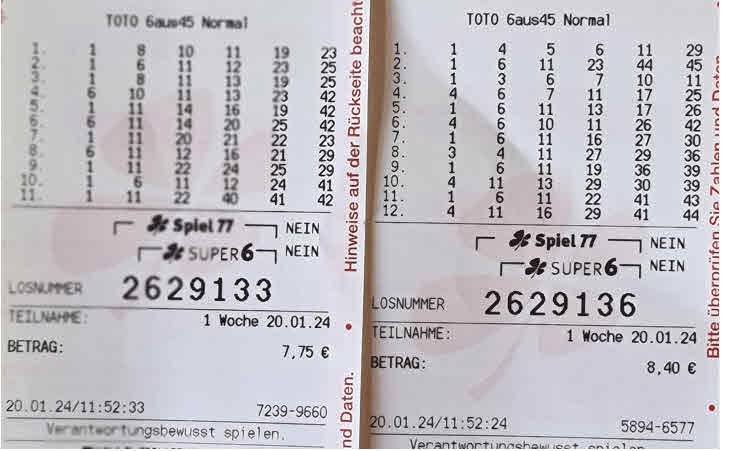 TOTO 6aus45 Normal
1. 1 8 10 11 19 23
2. 1 6 11 12 23 25
3. 1 8 11 13 19 25
4. 6 10 11 13 23 42
5. 1 11 14 16 19 42
6. 6 11 14 20 25 42
7. 1 11 20 21 22 23
8. 6 11 12 16 21 29
9. 1 11 22 24 25 29
10. 1 6 11 12 24 41
11. 1 11 22 40 41 42
Spiel 77 NEIN
SUPER 6 NEIN
LOSNUMMER 2629133
TEILNAHME: 1 Woche 20.01.24
BETRAG: 7,75 €
20.01.24/11:52:33 7239-9660
Verantwortungsbewusst spielen.
Hinweise auf der Rückseite beacht
nd Daten.
TOTO 6aus45 Normal
1. 1 4 5 6 11 29
2. 1 6 11 23 44 45
3. 1 3 6 7 10 11
4. 4 6 7 11 17 25
5. 1 6 11 13 17 26
6. 4 6 10 11 26 42
7. 1 6 11 16 27 30
8. 3 4 11 27 29 36
9. 1 6 11 19 36 39
10. 4 11 13 29 30 39
11. 1 6 11 22 41 43
12. 4 11 16 29 41 44
Spiel 77 NEIN
SUPER 6 NEIN
LOSNUMMER 2629136
TEILNAHME: 1 Woche 20.01.24
BETRAG: 8,40 €
20.01.24/11:52:24 5894-6577
Verantwortungsbewusst spielen
Bitte überprüfen Sie Zahlen und Daten